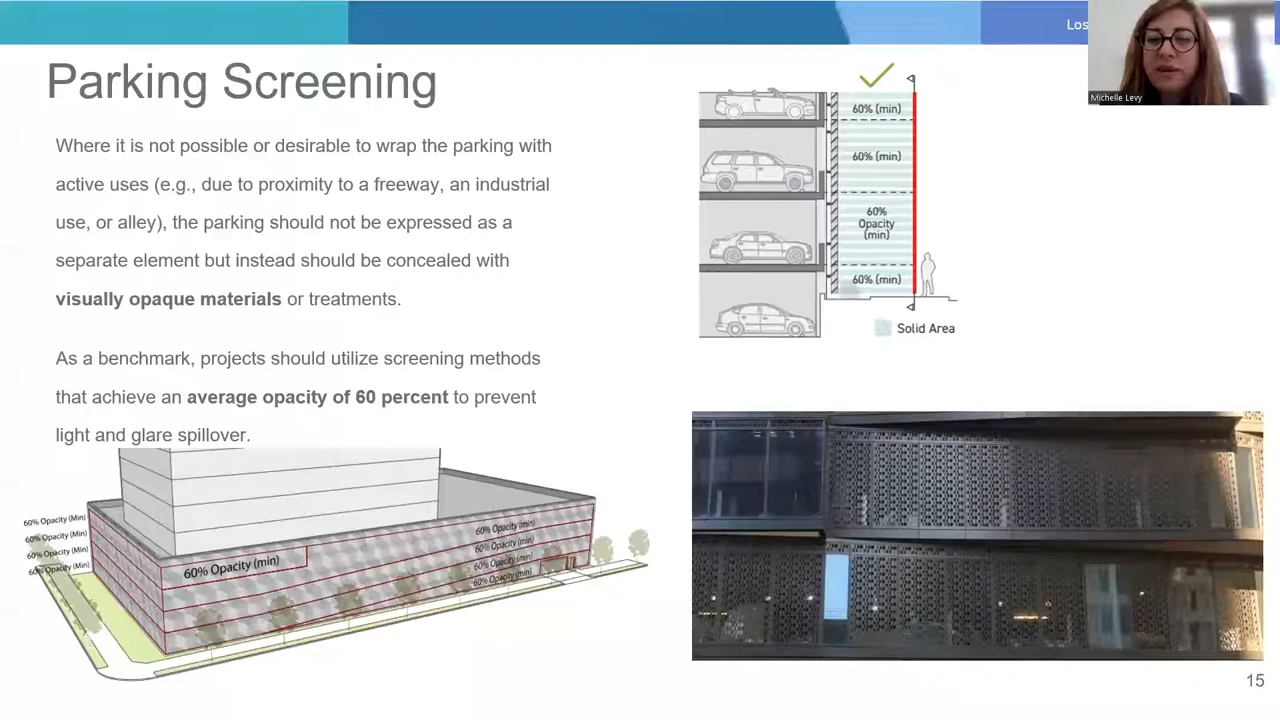 Los
Michelle Levy
Parking Screening
Where it is not possible or desirable to wrap the parking with
active uses (e.g., due to proximity to a freeway, an industrial
use, or alley), the parking should not be expressed as a
separate element but instead should be concealed with
visually opaque materials or treatments.
As a benchmark, projects should utilize screening methods
that achieve an average opacity of 60 percent to prevent
light and glare spillover.
60% (min)
60% (min)
60%
Opacity
(min)
60% (min)
Solid Area
60% Opacity (Min)
60% Opacity (Min)
60% Opacity (Min)
60% Opacity (Min)
60% Opacity (min)
60% Opacity (min)
60% Opacity (min)
60% Opacity (min)
60% Opacity (min)
15